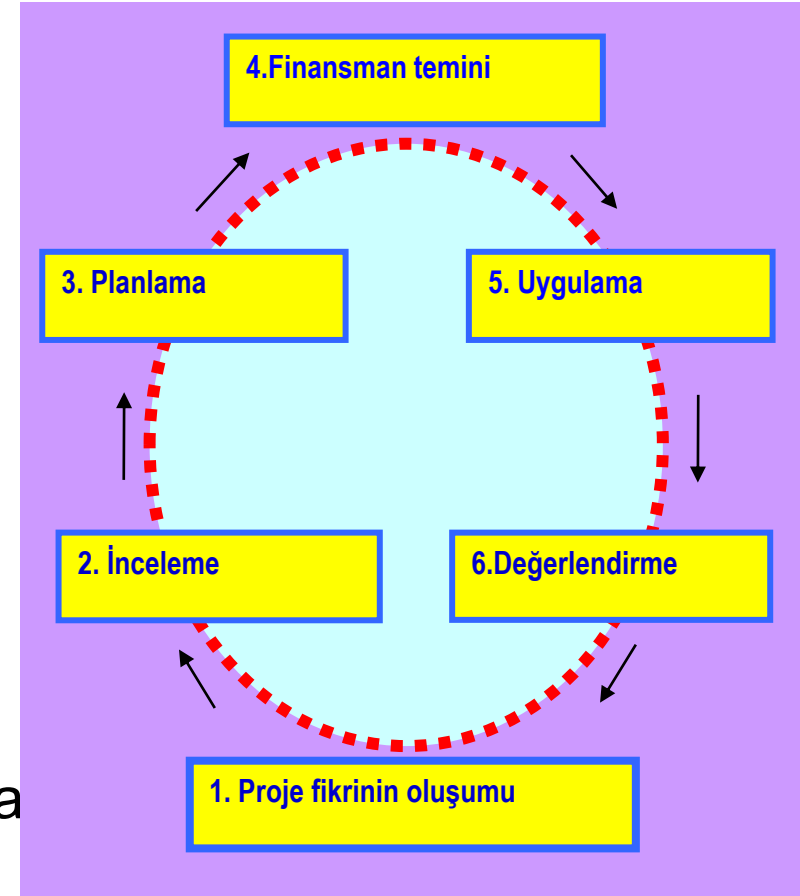 4.Finansman temini
3. Planlama
5. Uygulama
2. İnceleme
6.Değerlendirme
a
1. Proje fikrinin oluşumu